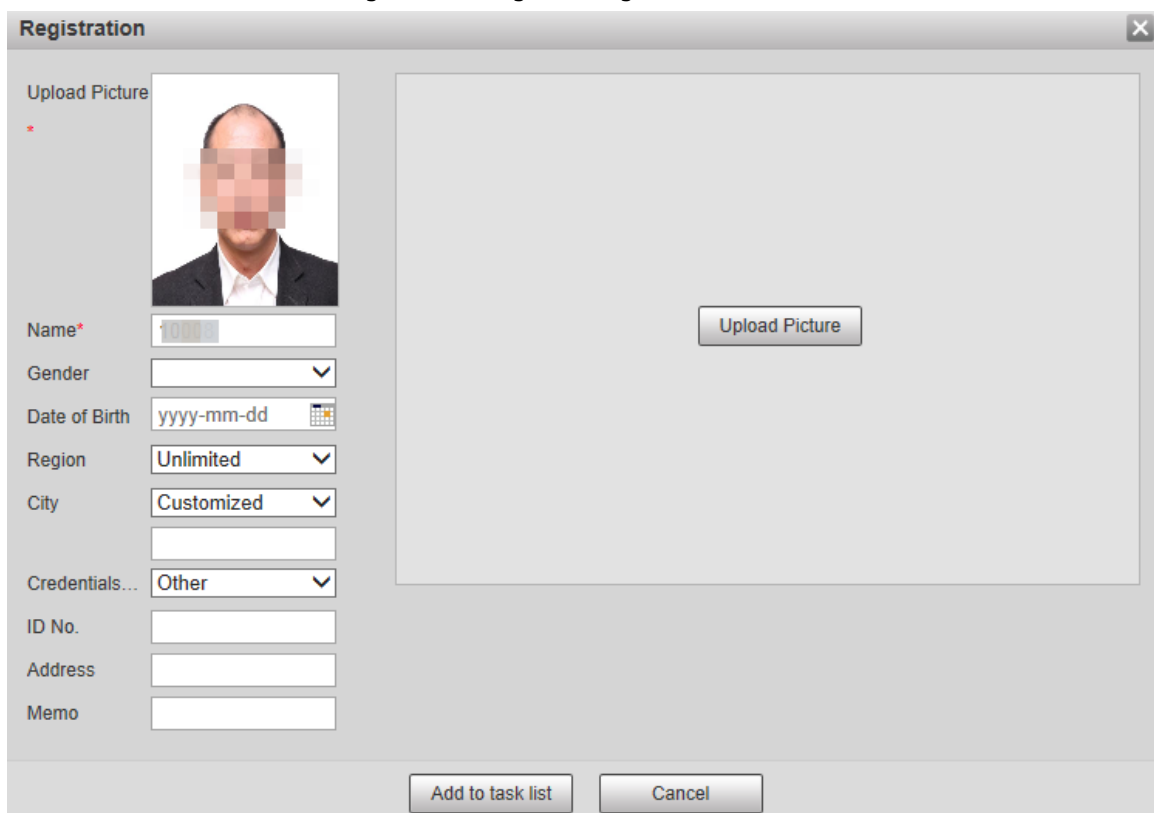 Registration
Upload Picture
*
Name*
Gender
Date of Birth yyyy-mm-dd
Region Unlimited
City Customized
Credentials... Other
ID No.
Address
Memo
Upload Picture
Add to task list Cancel